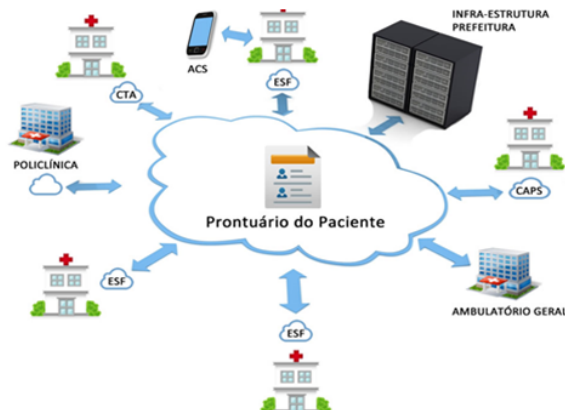 INFRA-ESTRUTURA
PREFEITURA
ACS
ESF
CTA
POLICLÍNICA
CAPS
Prontuário do Paciente
ESF
AMBULATÓRIO GERAL
ESF